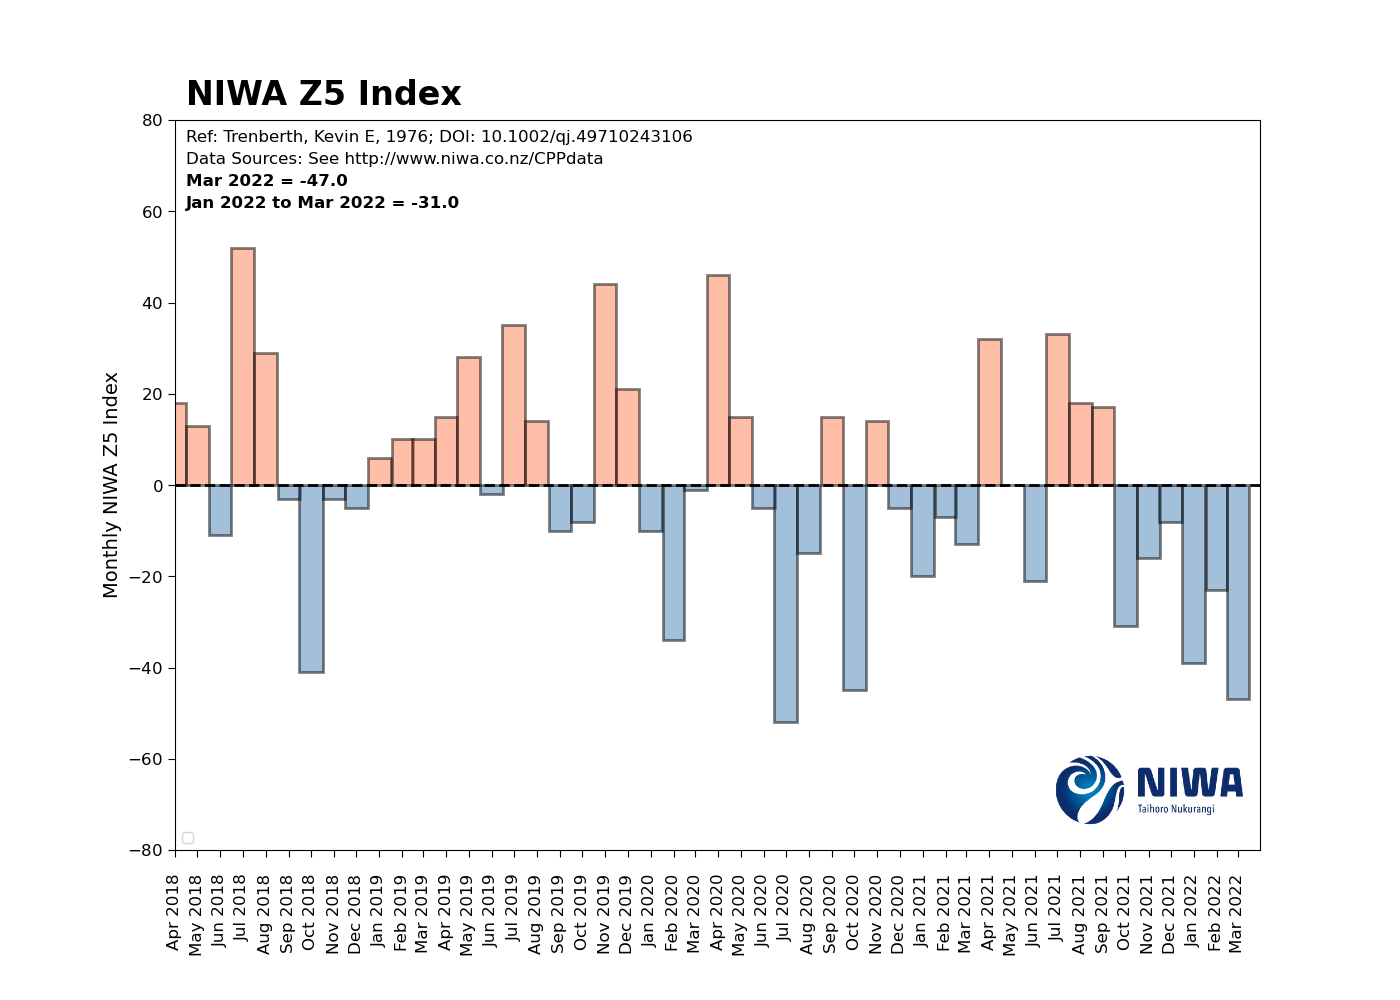 NIWA Z5 Index
80
Ref: Trenberth, Kevin E, 1976; DOI: 10.1002/qj.49710243106
Data Sources: See http://www.niwa.co.nz/CPPdata
Mar 2022 = -47.0
Jan 2022 to Mar 2022 = -31.0
60
40
20
0
−20
−40
−60
−80
Monthly NIWA Z5 Index
NIWA
Taihoro Nukurangi
Apr 2018
May 2018
Jun 2018
Jul 2018
Aug 2018
Sep 2018
Oct 2018
Nov 2018
Dec 2018
Jan 2019
Feb 2019
Mar 2019
Apr 2019
May 2019
Jun 2019
Jul 2019
Aug 2019
Sep 2019
Oct 2019
Nov 2019
Dec 2019
Jan 2020
Feb 2020
Mar 2020
Apr 2020
May 2020
Jun 2020
Jul 2020
Aug 2020
Sep 2020
Oct 2020
Nov 2020
Dec 2020
Jan 2021
Feb 2021
Mar 2021
Apr 2021
May 2021
Jun 2021
Jul 2021
Aug 2021
Sep 2021
Oct 2021
Nov 2021
Dec 2021
Jan 2022
Feb 2022
Mar 2022